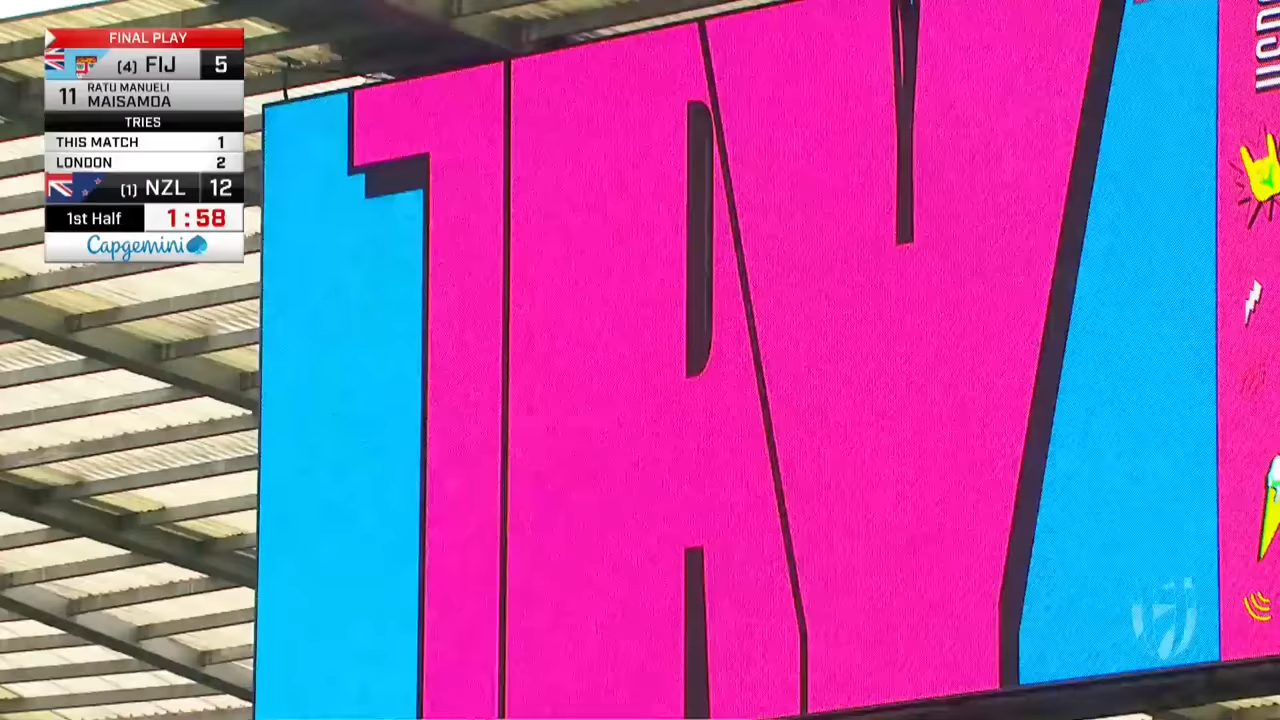 FINAL PLAY
(4) FIJ 5
11 RATU MANUELI
MAISAMOA
TRIES
THIS MATCH 1
LONDON 2
(1) NZL 12
1st Half 1:58
Capgemini
TRY